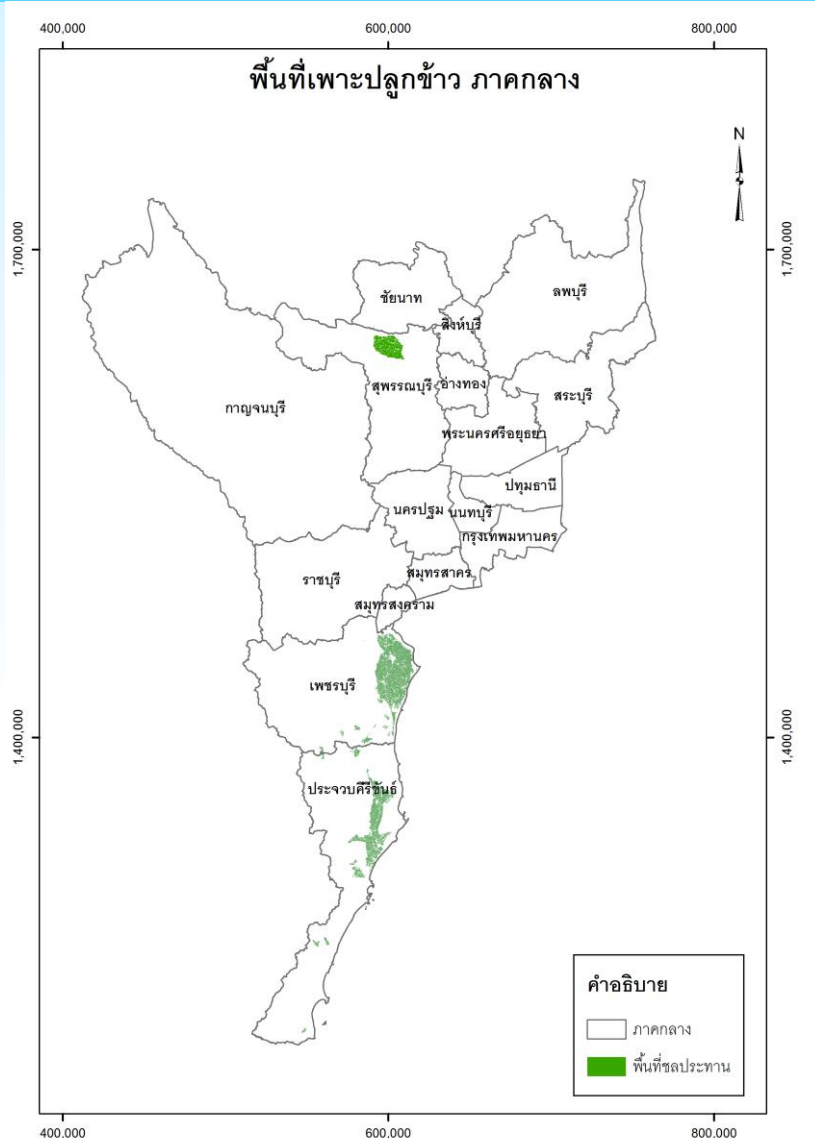 400,000 600,000 800,000
พื้นที่เพาะปลูกข้าว ภาคกลาง
N
1,700,000 1,700,000
ลพบุรี
ชัยนาท
สิงห์บุรี
สุพรรณบุรี อ่างทอง
สระบุรี
กาญจนบุรี
พระนครศรีอยุธยา
ปทุมธานี
นครปฐม นนทบุรี
กรุงเทพมหานคร
สมุทรสาคร
ราชบุรี
สมุทรสงคราม
เพชรบุรี
1,400,000 1,400,000
ประจวบคีรีขันธ์
คำอธิบาย
ภาคกลาง
พื้นที่ชลประทาน
400,000 600,000 800,000